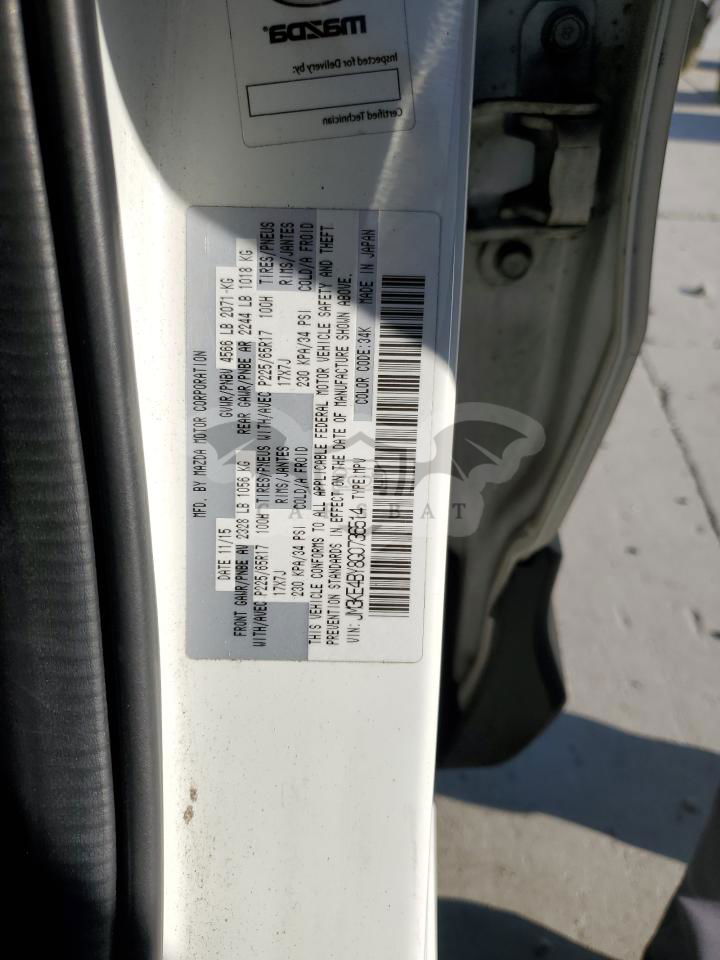 mazda
Inspected for Delivery by:
Certified Technician
MFD. BY MAZDA MOTOR CORPORATION
DATE 11/15 GVWR/PNBV 4566 LB 2071-KG
FRONT GAWR/PNBE AV 2328 LB 1056 KG REAR GAWR/PNBE AR 2244 LB 1018 KG
WITH/AVEC P225/65R17 100H TIRES/PNEUS WITH/AVEC P225/65R17 100H TIRES/PNEUS
17X7J RIMS/JANTES 17X7J RIMS/JANTES
230 KPA/34 PSI COLD/A FROID 230 KPA/34 PSI COLD/A FROID
THIS VEHICLE CONFORMS TO ALL APPLICABLE FEDERAL MOTOR VEHICLE SAFETY AND THEFT
PREVENTION STANDARDS IN EFFECT ON THE DATE OF MANUFACTURE SHOWN ABOVE.
VIN: JM3KE4BY8G0736514 TYPE:MPV COLOR CODE:34K MADE IN JAPAN